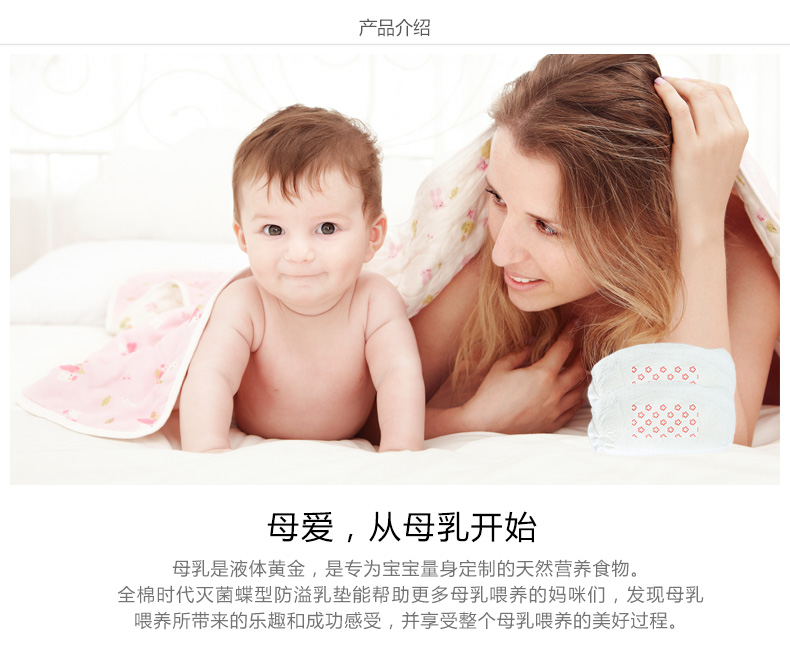 产品介绍
母爱，从母乳开始
母乳是液体黄金，是专为宝宝量身定制的天然营养食物。
全棉时代灭菌蝶型防溢乳垫能帮助更多母乳喂养的妈咪们，发现母乳
喂养所带来的乐趣和成功感受，并享受整个母乳喂养的美好过程。